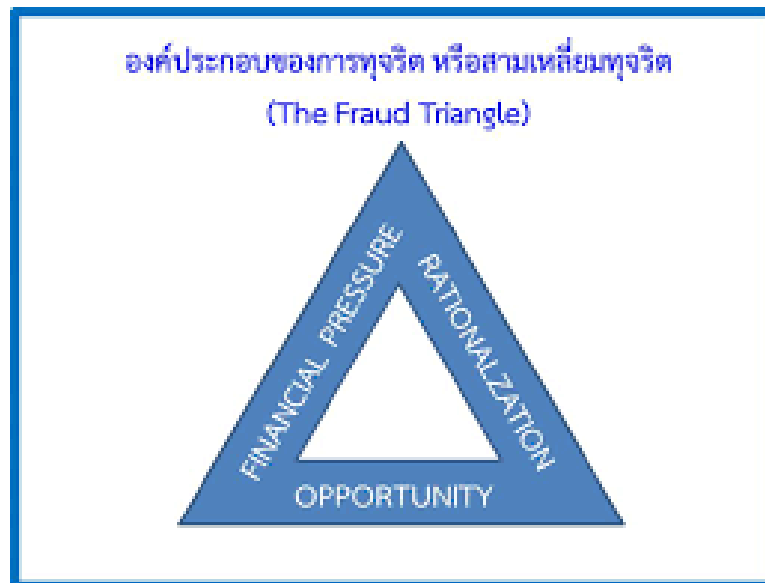 องค์ประกอบของการทุจริต หรือสามเหลี่ยมทุจริต
(The Fraud Triangle)
FINANCIAL PRESSURE
RATIONALZATION
OPPORTUNITY